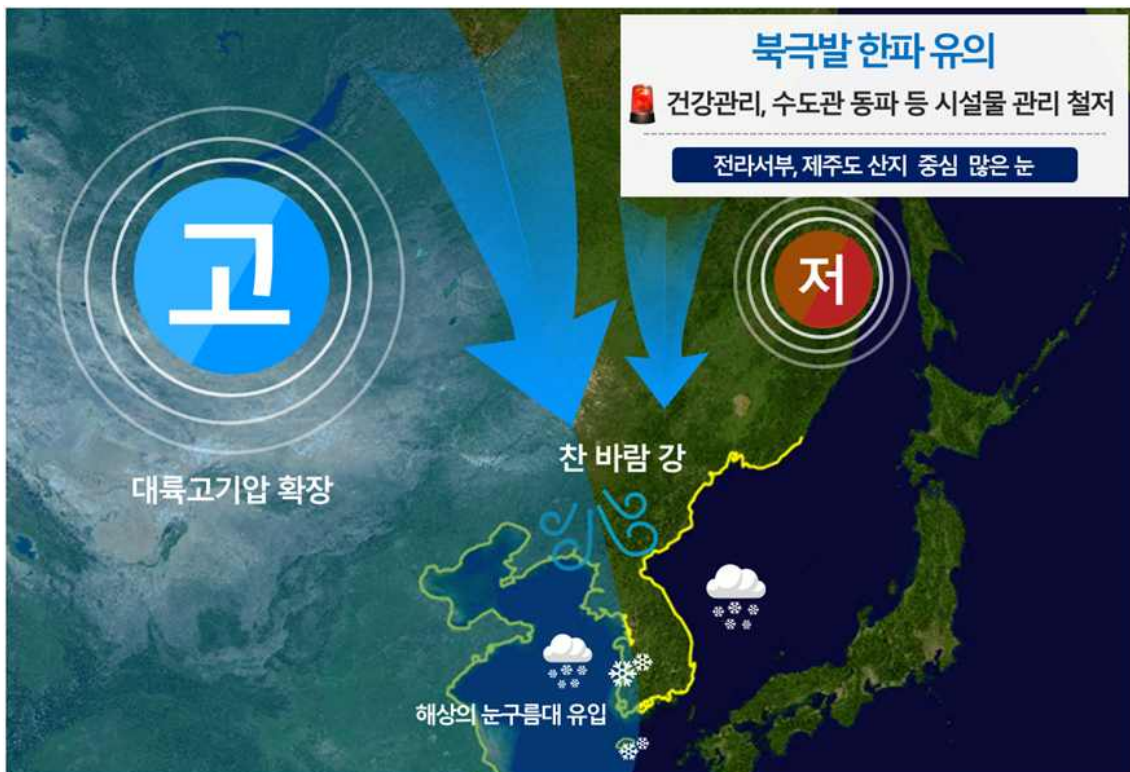 북극발 한파 유의
건강관리, 수도관 동파 등 시설물 관리 철저
전라서부, 제주도 산지 중심 많은 눈
고
저
찬 바람 강
대륙고기압 확장
해상의 눈구름대 유입